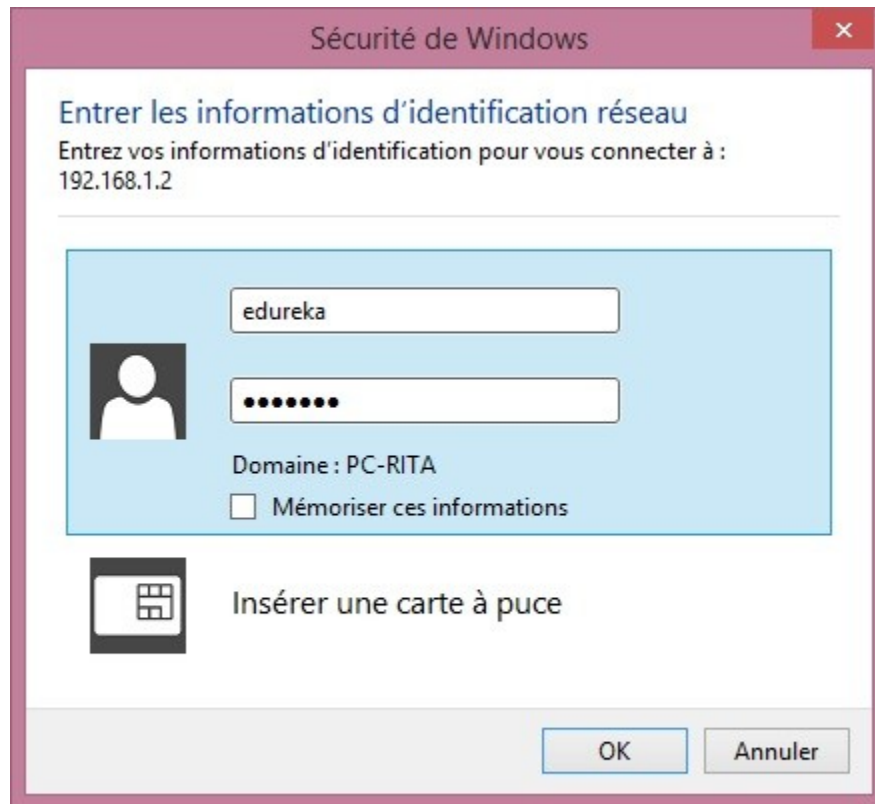 Sécurité de Windows
Entrer les informations d’identification réseau
Entrez vos informations d’identification pour vous connecter à :
192.168.1.2
edureka
•••••••
Domaine : PC-RITA
Mémoriser ces informations
Insérer une carte à puce
OK
Annuler